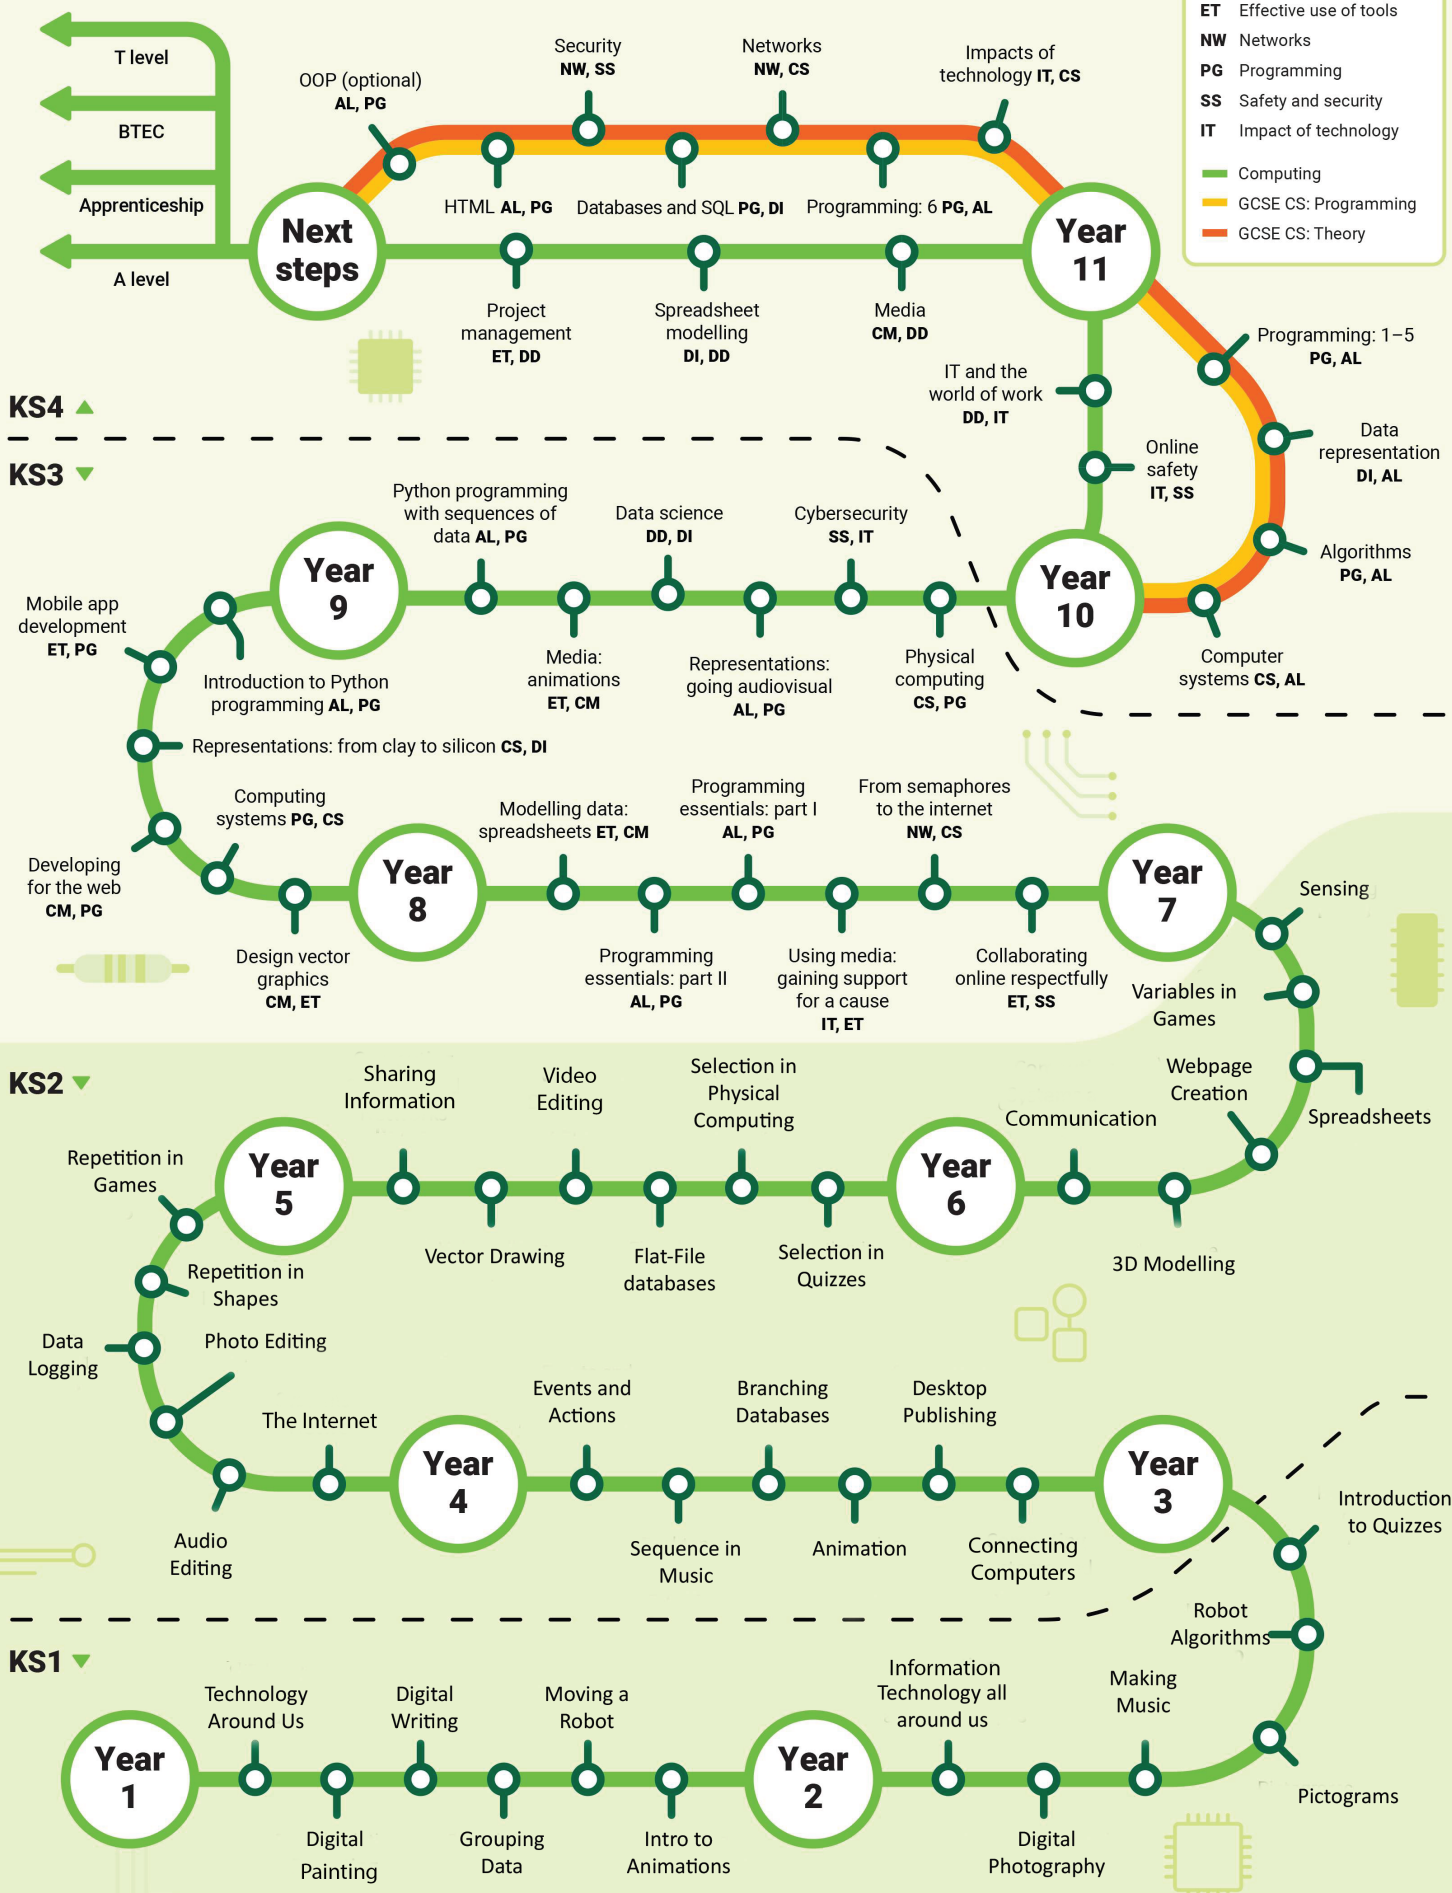 ET Effective use of tools
NW Networks
PG Programming
SS Safety and security
IT Impact of technology
Computing
GCSE CS: Programming
GCSE CS: Theory
T level
BTEC
Apprenticeship
A level
Next
steps
OOP (optional)
AL, PG
HTML AL, PG
Security
NW, SS
Databases and SQL PG, DI
Networks
NW, CS
Programming: 6 PG, AL
Impacts of
technology IT, CS
Year
11
Project
management
ET, DD
Spreadsheet
modelling
DI, DD
Media
CM, DD
IT and the
world of work
DD, IT
Online
safety
IT, SS
Programming: 1–5
PG, AL
Data
representation
DI, AL
Algorithms
PG, AL
Computer
systems CS, AL
KS4
KS3
Year
10
Year
9
Python programming
with sequences of
data AL, PG
Media:
animations
ET, CM
Data science
DD, DI
Representations:
going audiovisual
AL, PG
Cybersecurity
SS, IT
Physical
computing
CS, PG
Mobile app
development
ET, PG
Introduction to Python
programming AL, PG
Representations: from clay to silicon CS, DI
Computing
systems PG, CS
Developing
for the web
CM, PG
Design vector
graphics
CM, ET
Year
8
Modelling data:
spreadsheets ET, CM
Programming
essentials: part II
AL, PG
Programming
essentials: part I
AL, PG
Using media:
gaining support
for a cause
IT, ET
From semaphores
to the internet
NW, CS
Collaborating
online respectfully
ET, SS
Year
7
Sensing
Variables in
Games
Webpage
Creation
Spreadsheets
KS2
Sharing
Information
Video
Editing
Selection in
Physical
Computing
Communication
Year
5
Year
6
Vector Drawing
Flat-File
databases
Selection in
Quizzes
3D Modelling
Repetition in
Games
Repetition in
Shapes
Data
Logging
Photo Editing
The Internet
Audio
Editing
Year
4
Events and
Actions
Sequence in
Music
Branching
Databases
Animation
Desktop
Publishing
Connecting
Computers
Year
3
Introduction
to Quizzes
Robot
Algorithms
Pictograms
KS1
Year
1
Technology
Around Us
Digital
Painting
Digital
Writing
Grouping
Data
Moving a
Robot
Intro to
Animations
Year
2
Information
Technology all
around us
Digital
Photography
Making
Music